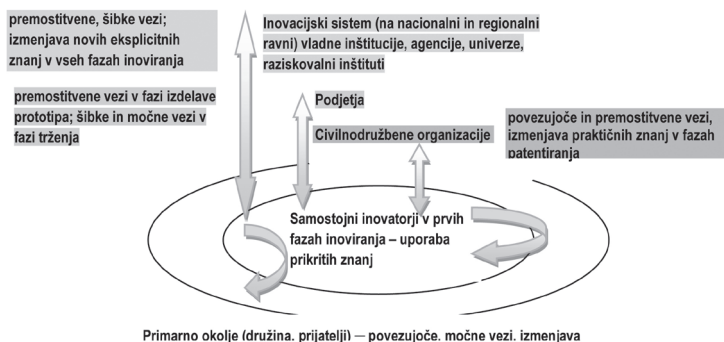 premostitvene, šibke vezi;
izmenjava novih eksplicitnih
znanj v vseh fazah inoviranja
Inovacijski sistem (na nacionalni in regionalni
ravni) vladne inštitucije, agencije, univerze,
raziskovalni inštituti
premostitvene vezi v fazi izdelave
prototipa; šibke in močne vezi v
fazi trženja
Podjetja
Civilnodružbene organizacije
povezujoče in premostitvene vezi,
izmenjava praktičnih znanj v fazah
patentiranja
Samostojni inovatorji v prvih
fazah inoviranja – uporaba
prikritih znanj
Primarno okolje (družina, prijatelji) — povezujoče, močne vezi, izmenjava